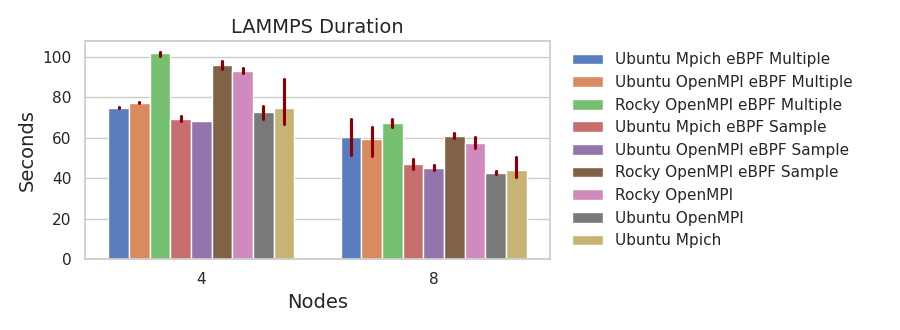 LAMMPS Duration
Seconds
100
80
60
40
20
0
4
8
Nodes
Ubuntu Mpich eBPF Multiple
Ubuntu OpenMPI eBPF Multiple
Rocky OpenMPI eBPF Multiple
Ubuntu Mpich eBPF Sample
Ubuntu OpenMPI eBPF Sample
Rocky OpenMPI eBPF Sample
Rocky OpenMPI
Ubuntu OpenMPI
Ubuntu Mpich